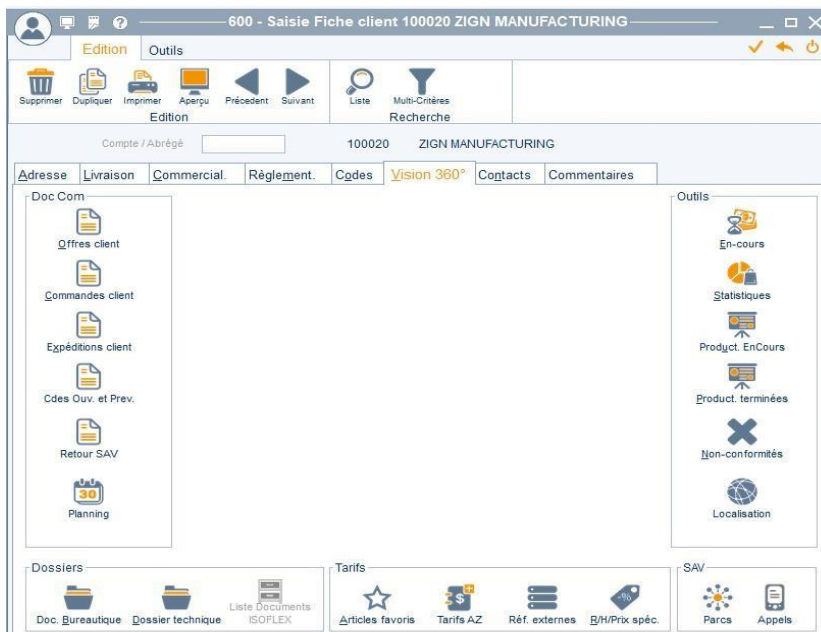 600 - Saisie Fiche client 100020 ZIGN MANUFACTURING
Edition Outils
Supprimer Dupliquer Imprimer Aperçu Précedent Suivant Liste Multi-Critères
Edition Recherche
Compte / Abrégé 100020 ZIGN MANUFACTURING
Adresse Livraison Commercial. Règlement. Codes Vision 360° Contacts Commentaires
Doc Com
Offres client
Commandes client
Expéditions client
Cdes Ouv. et Prev.
Retour SAV
30
Planning
Outils
En-cours
Statistiques
Product. EnCours
Product. terminées
Non-conformités
Localisation
Dossiers
Doc. Bureautique Dossier technique Liste Documents ISOFLEX
Tarifs
Articles favoris Tarifs AZ Réf. externes R/H/Prix spéc.
SAV
Parcs Appels